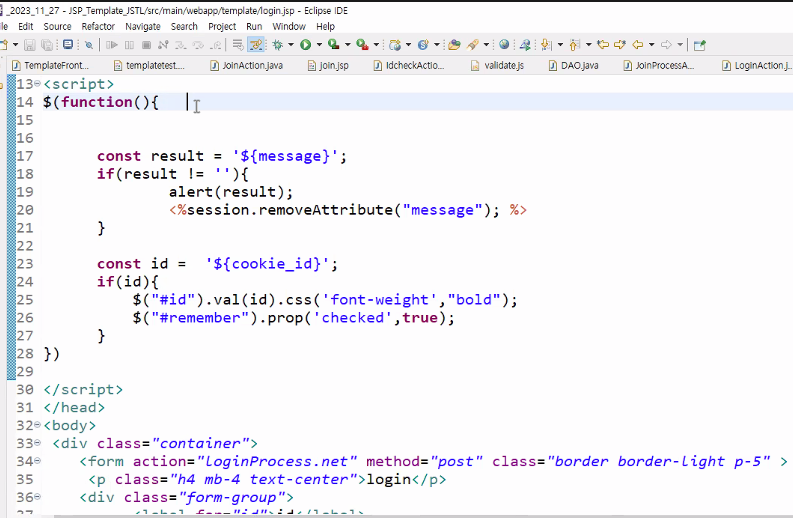 _2023_11_27 - JSP_Template_JSTL/src/main/webapp/template/login.jsp - Eclipse IDE
Edit Source Refactor Navigate Search Project Run Window Help
TemplateFront... templatetest.... JoinAction.java join.jsp IdcheckActio... validate.js DAO.java JoinProcessA... LoginAction.j...
13 <script>
14 $(function(){
15
16
17 const result = '${message}';
18 if(result != ''){
19 alert(result);
20 <%session.removeAttribute("message"); %>
21 }
22
23 const id =  '${cookie_id}';
24 if(id){
25 $("#id").val(id).css('font-weight',"bold");
26 $("#remember").prop('checked',true);
27 }
28 })
29
30 </script>
31 </head>
32 <body>
33 <div class="container">
34 <form action="loginProcess.net" method="post" class="border border-light p-5" >
35 <p class="h4 mb-4 text-center">login</p>
36 <div class="form-group">
37 <label for="id">id</label>